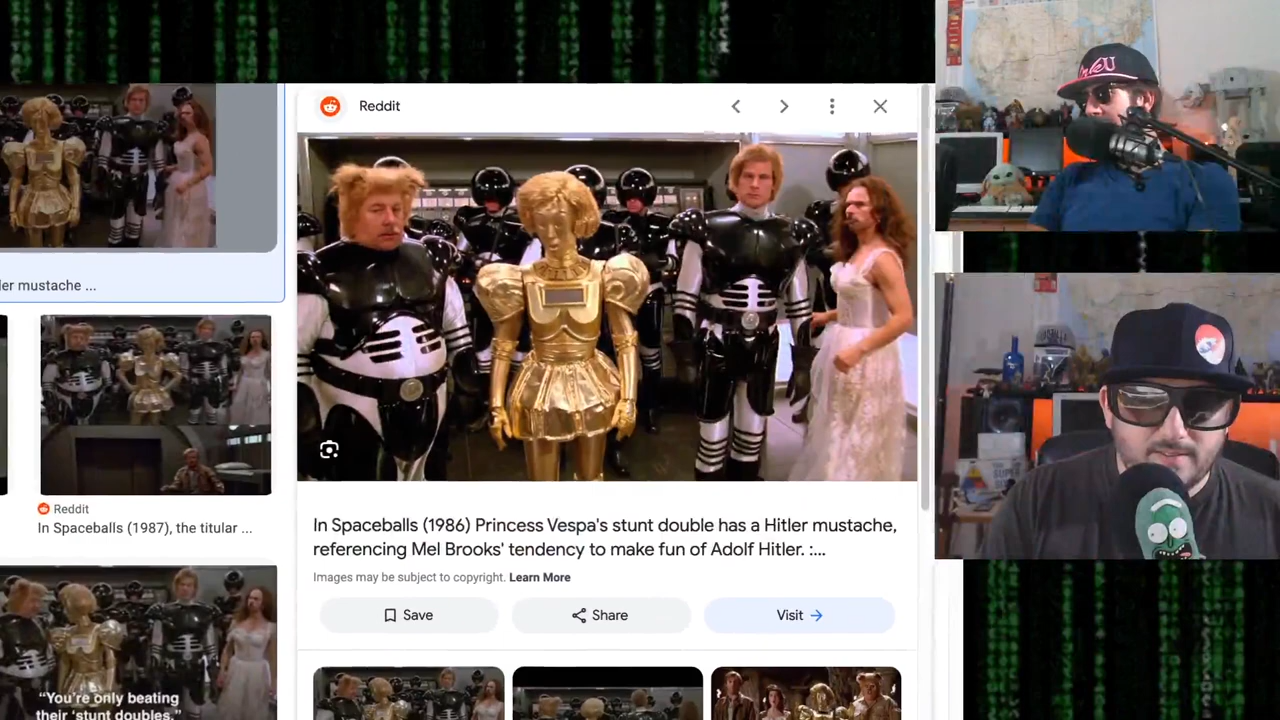 Reddit
ler mustache ...
Reddit
In Spaceballs (1987), the titular ...
In Spaceballs (1986) Princess Vespa's stunt double has a Hitler mustache,
referencing Mel Brooks' tendency to make fun of Adolf Hitler. :...
Images may be subject to copyright. Learn More
Save
Share
Visit
“You're only beating
their ‘stunt doubles.”